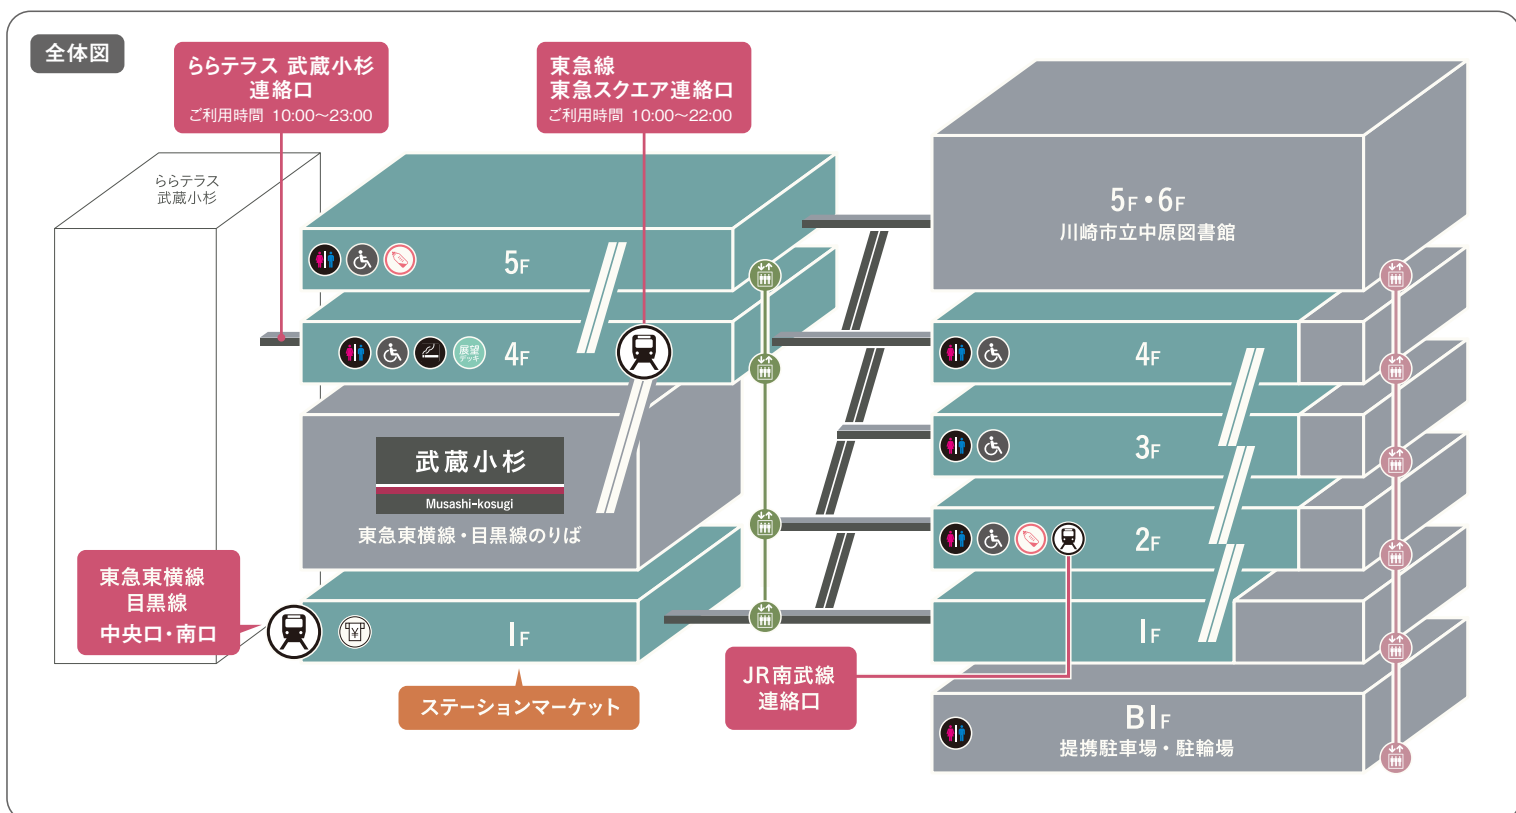 全体図
ららテラス 武蔵小杉
連絡口
ご利用時間 10:00〜23:00
東急線
東急スクエア連絡口
ご利用時間 10:00〜22:00
ららテラス
武蔵小杉
5F
4F
展望
デッキ
武蔵小杉
Musashi-kosugi
東急東横線・目黒線のりば
東急東横線
目黒線
中央口・南口
¥
1F
ステーションマーケット
5F・6F
川崎市立中原図書館
4F
3F
2F
1F
JR南武線
連絡口
B1F
提携駐車場・駐輪場